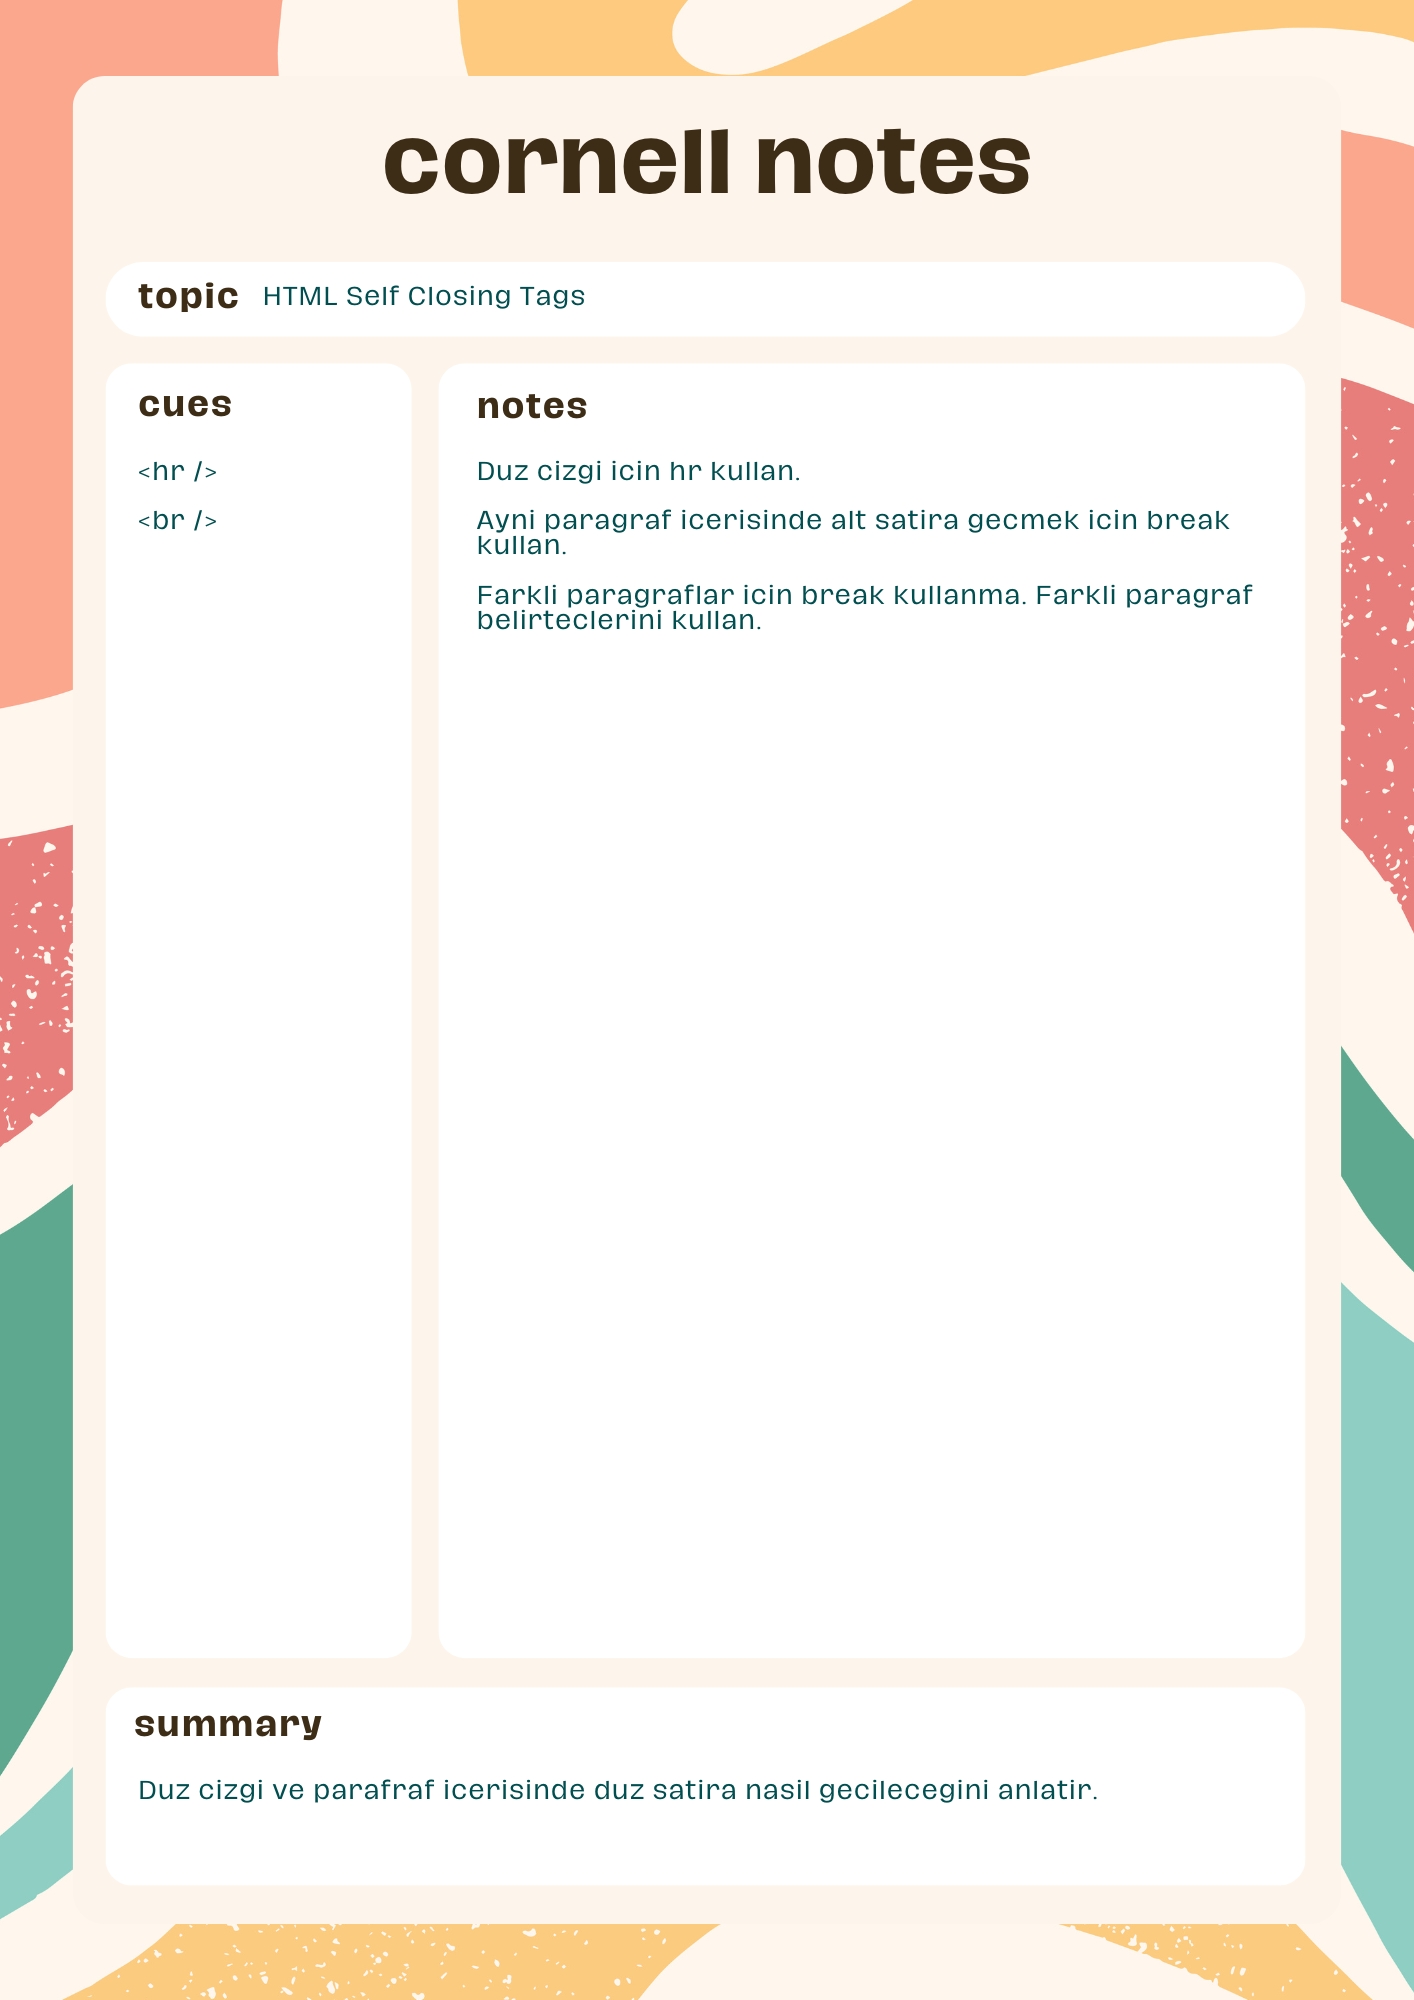 cornell notes
topic HTML Self Closing Tags
cues
<hr />
<br />
notes
Duz cizgi icin hr kullan.
Ayni paragraf icerisinde alt satira gecmek icin break
kullan.
Farkli paragraflar icin break kullanma. Farkli paragraf
belirteclerini kullan.
summary
Duz cizgi ve parafraf icerisinde duz satira nasil gecilecegini anlatir.